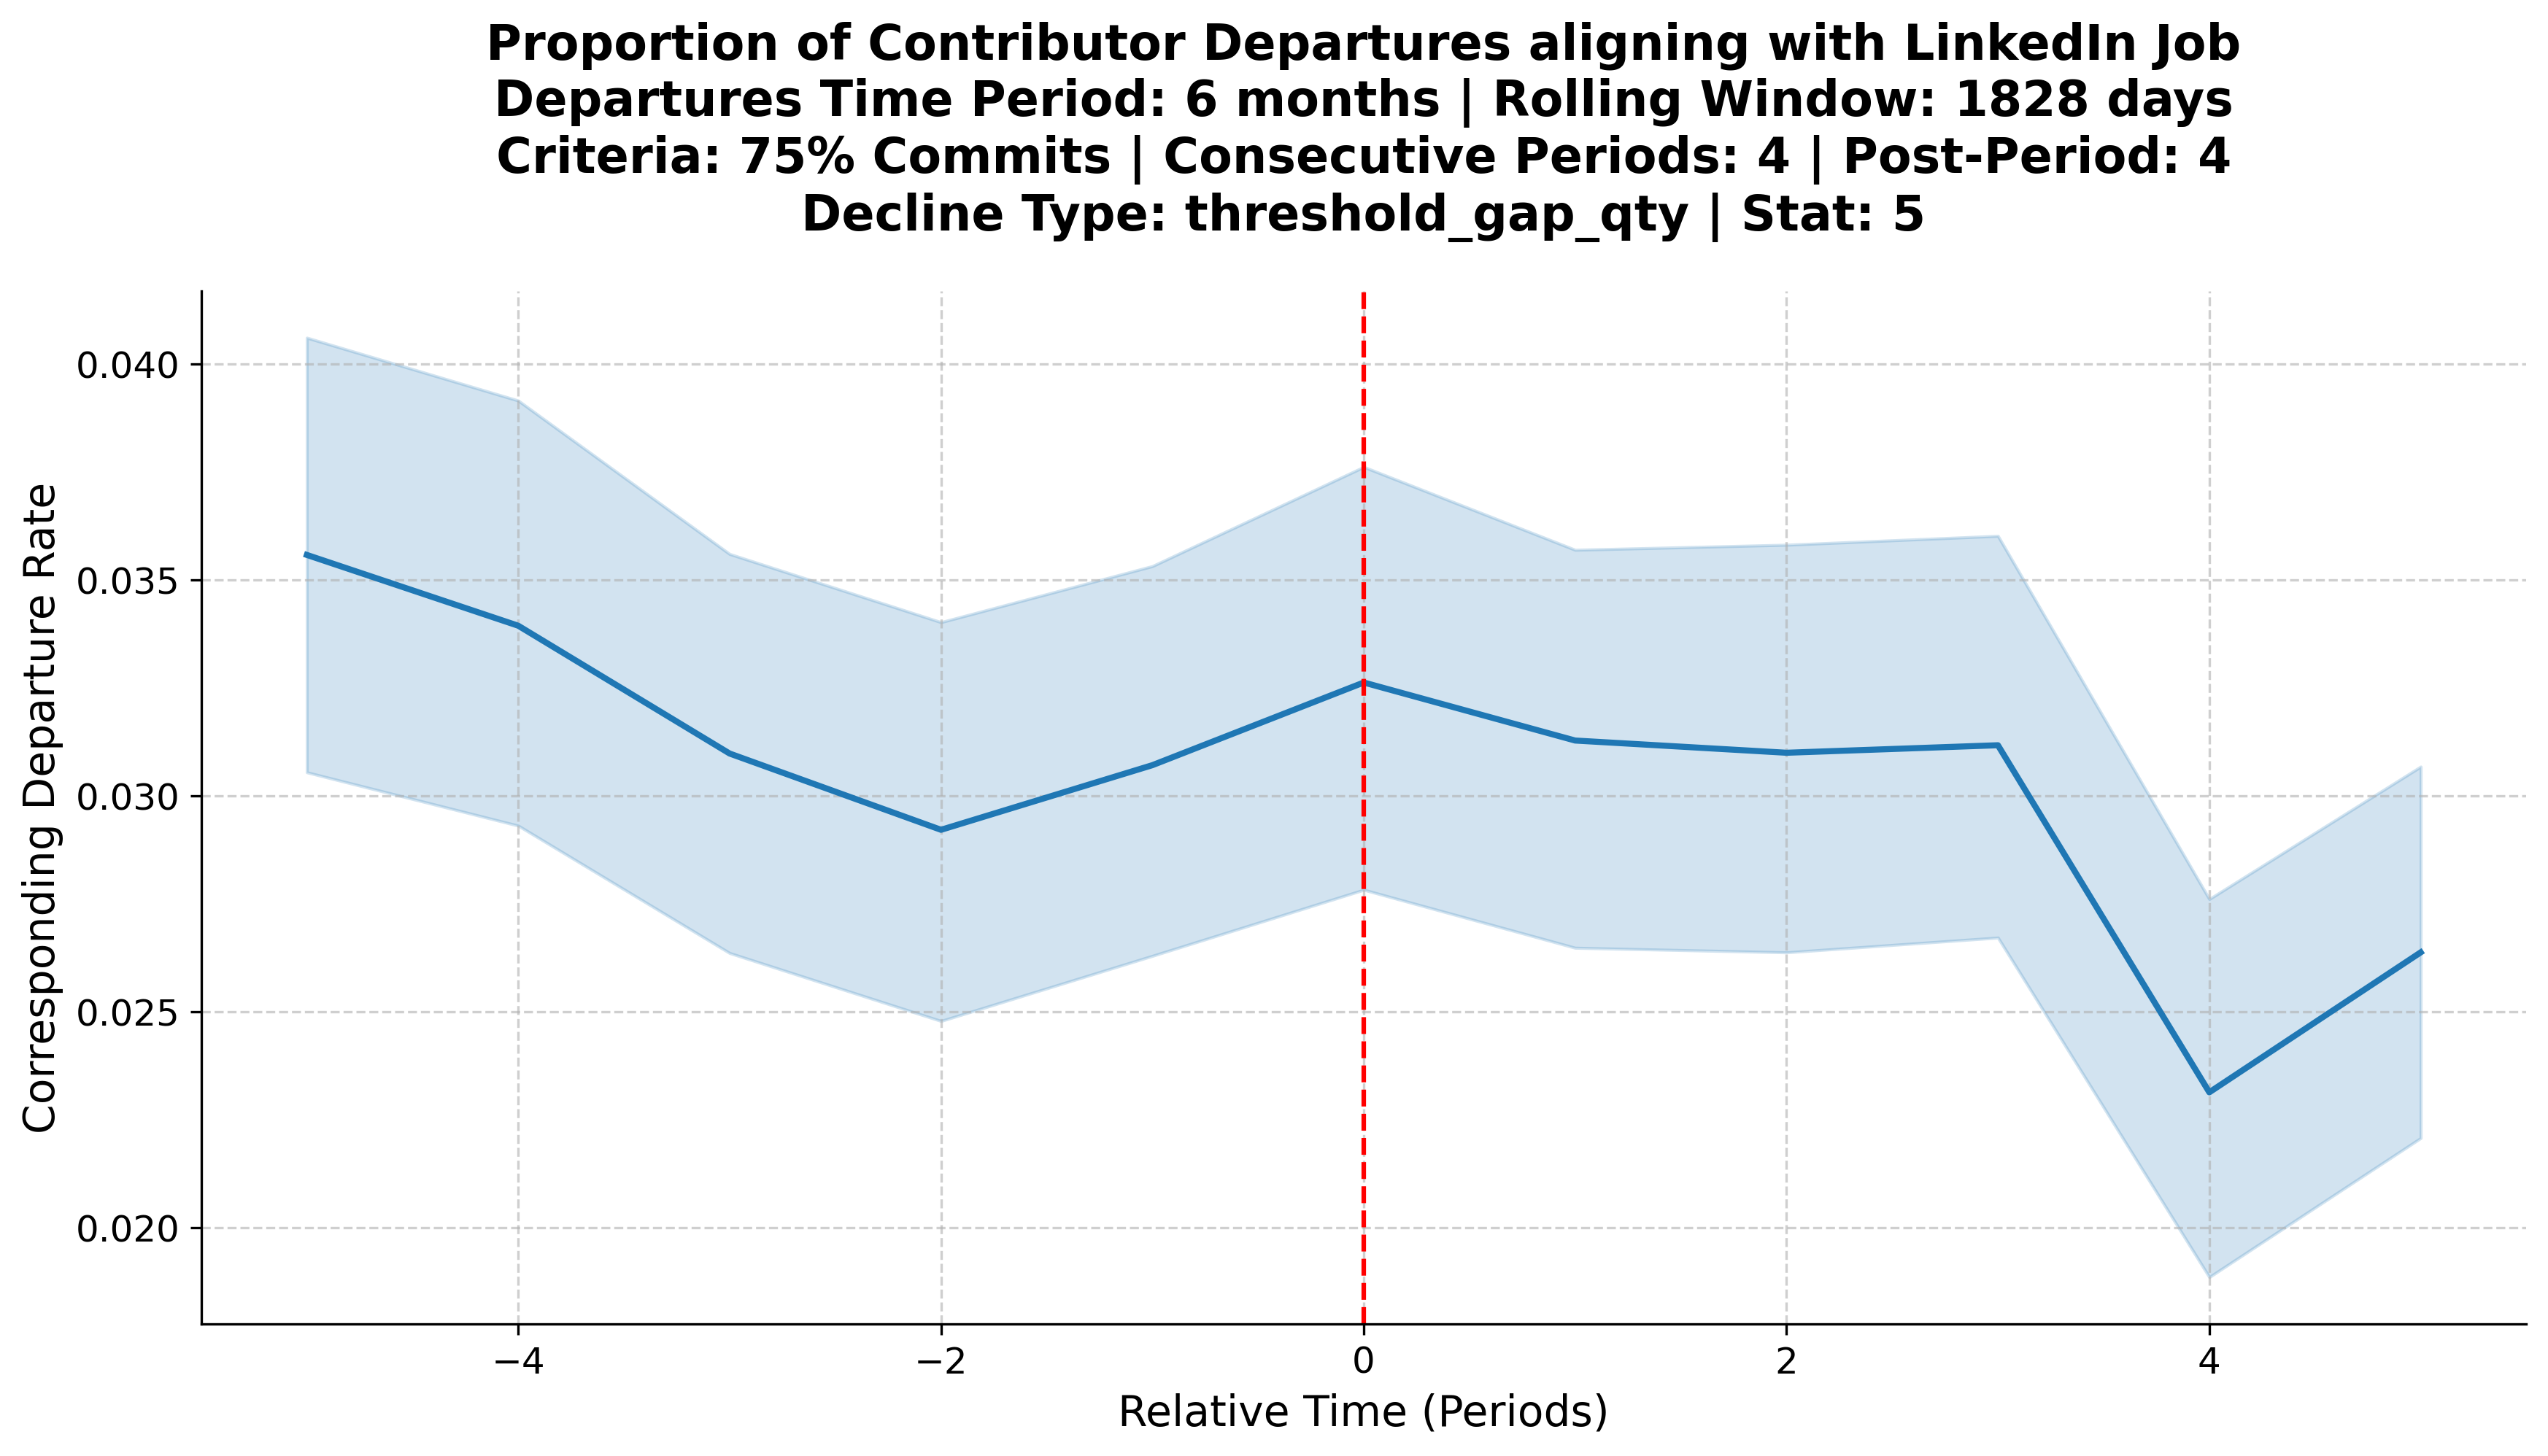 Proportion of Contributor Departures aligning with LinkedIn Job
Departures Time Period: 6 months | Rolling Window: 1828 days
Criteria: 75% Commits | Consecutive Periods: 4 | Post-Period: 4
Decline Type: threshold_gap_qty | Stat: 5
Corresponding Departure Rate
0.040
0.035
0.030
0.025
0.020
−4
−2
0
2
4
Relative Time (Periods)